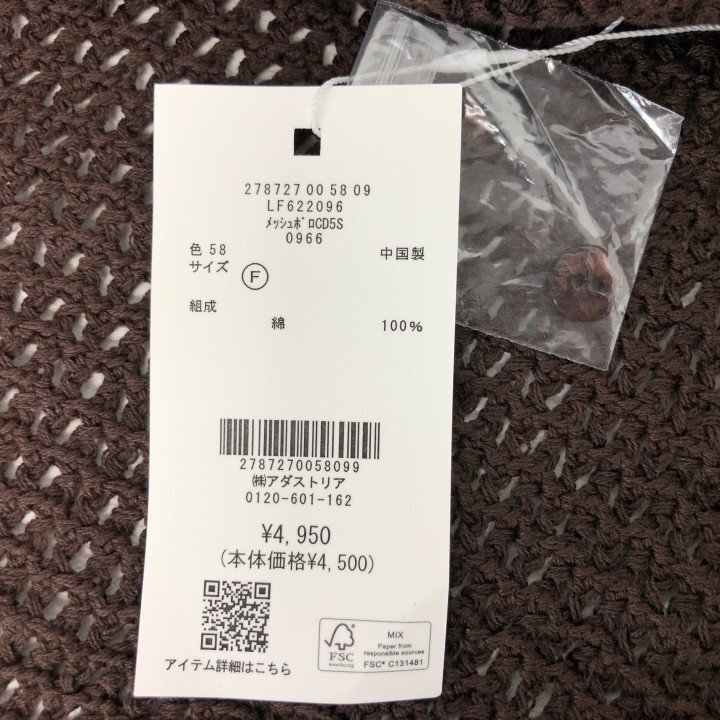 278727 00 58 09
LF622096
ﾒｯｼｭﾎﾟﾛCD5S
0966
色 58
中国製
サイズ
F
組成
綿 100%
2787270058099
㈱アダストリア
0120-601-162
¥4,950
(本体価格¥4,500)
アイテム詳細はこちら
FSC
www.fsc.org
MIX
Paper from
responsible sources
FSC® C131481